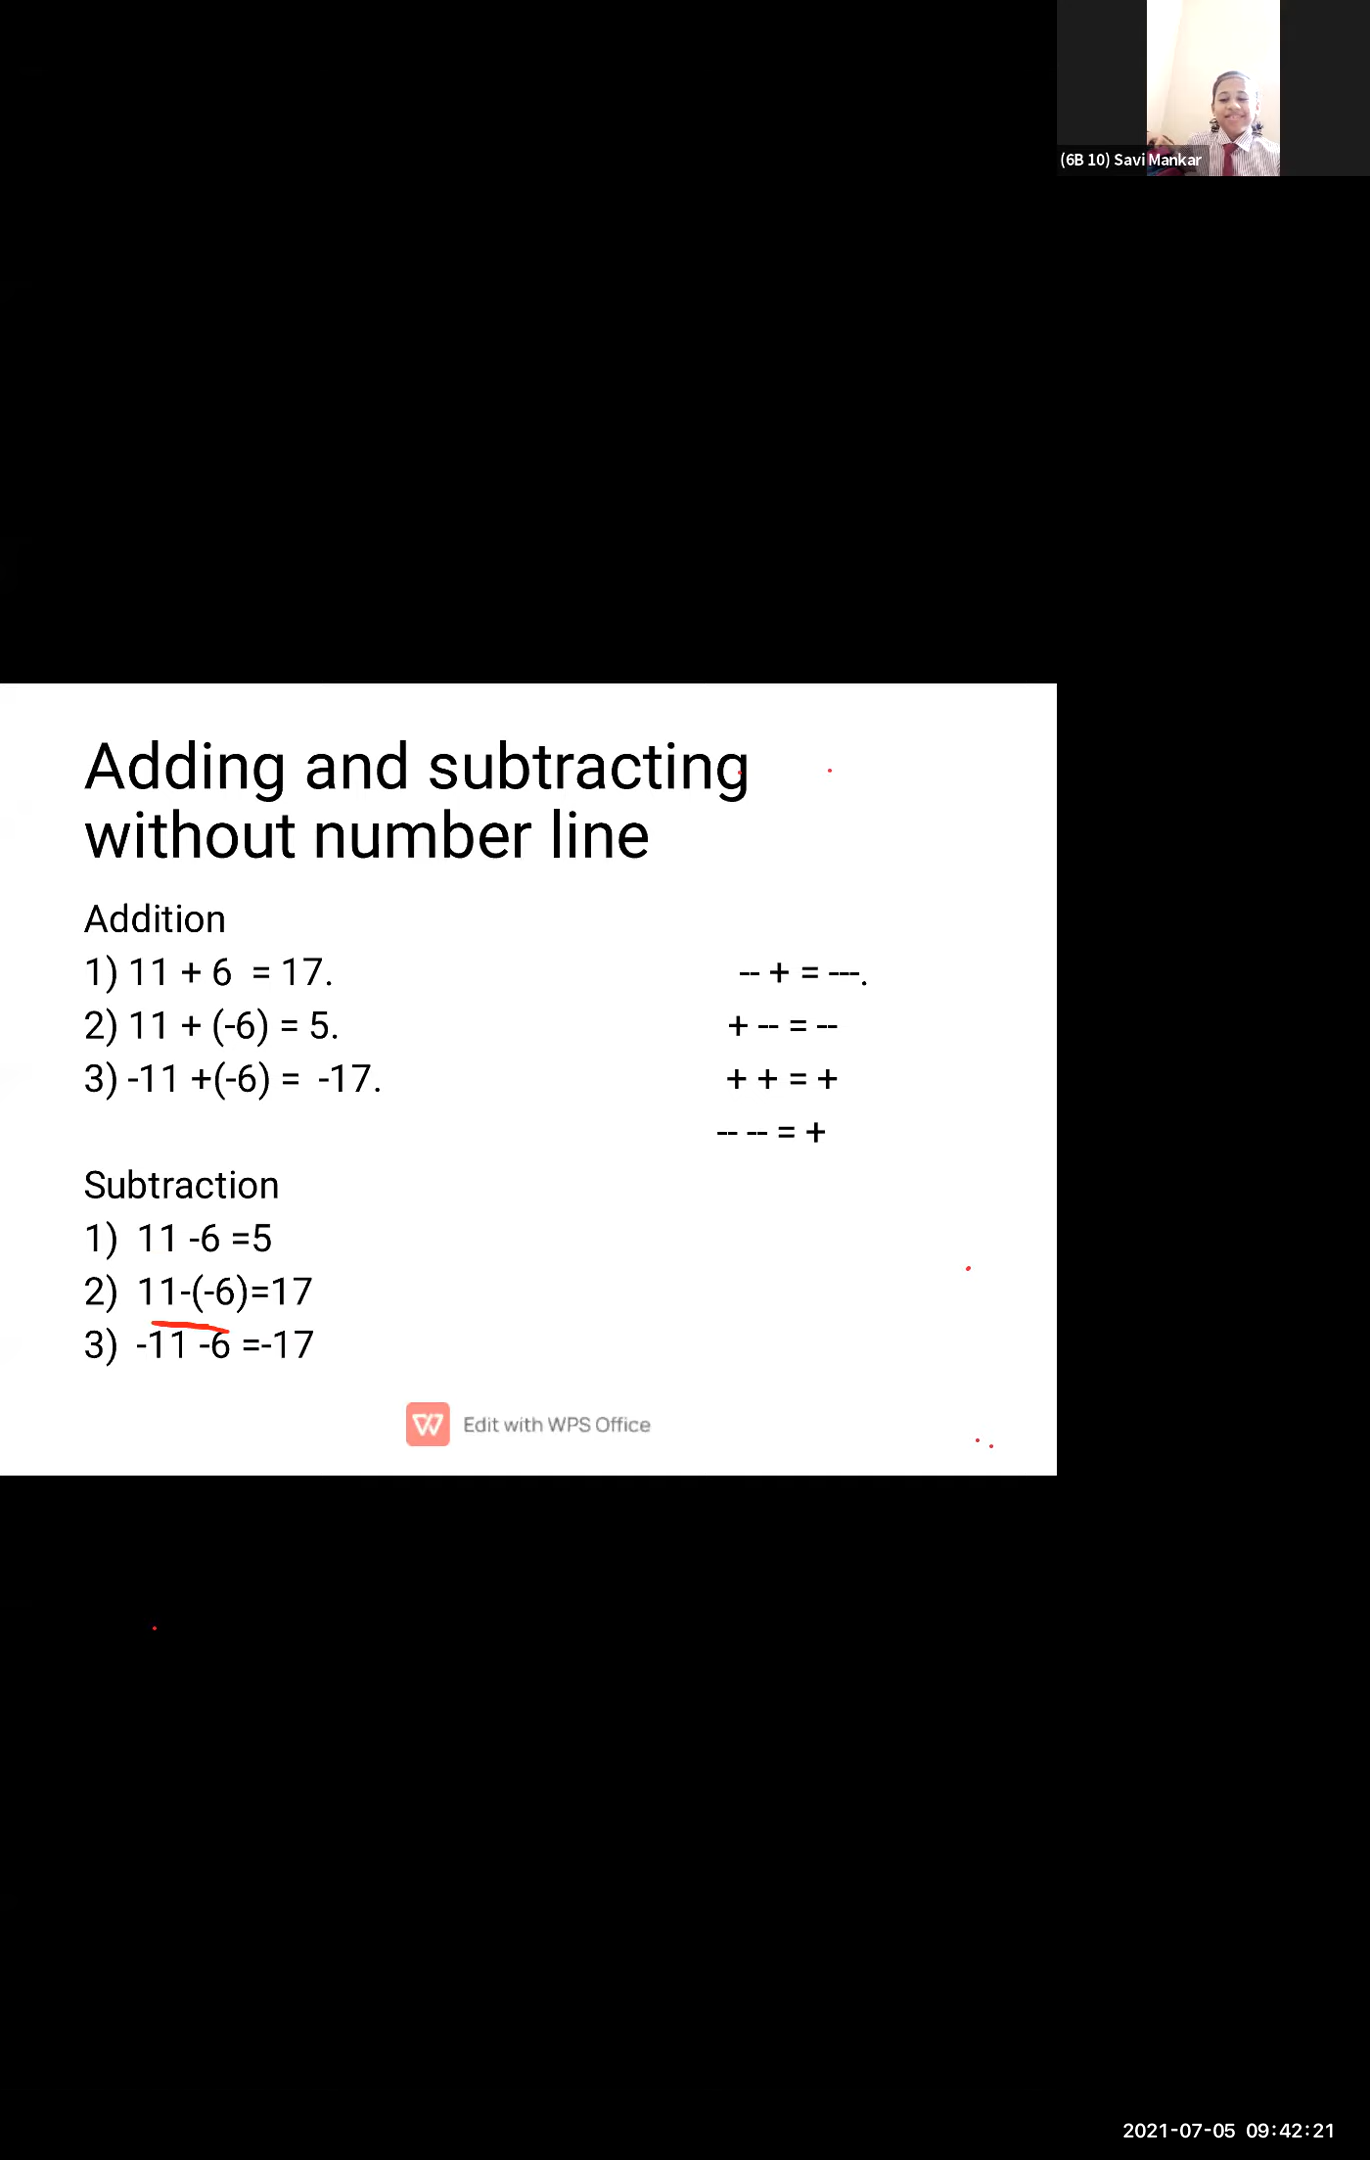 (6B 10) Savi Mankar
Adding and subtracting
without number line
Addition
1) 11 + 6 = 17.
2) 11 + (-6) = 5.
3) -11 +(-6) = -17.
-- + = ---.
+ -- = --
+ + = +
-- -- = +
Subtraction
1) 11 -6 =5
2) 11-(-6)=17
3) -11 -6 =-17
Edit with WPS Office
2021-07-05 09:42:21